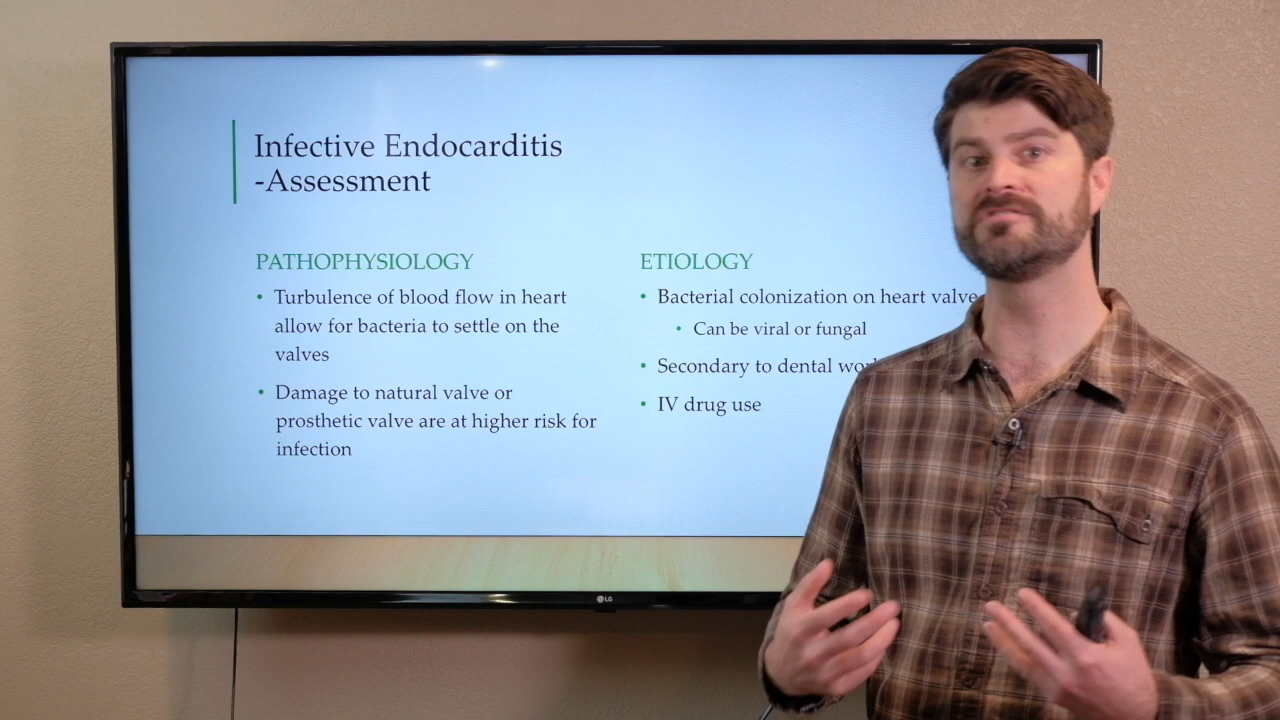 Infective Endocarditis
-Assessment
PATHOPHYSIOLOGY
• Turbulence of blood flow in heart
allow for bacteria to settle on the
valves
• Damage to natural valve or
prosthetic valve are at higher risk for
infection
ETIOLOGY
• Bacterial colonization on heart valve
• Can be viral or fungal
• Secondary to dental
• IV drug use
LG